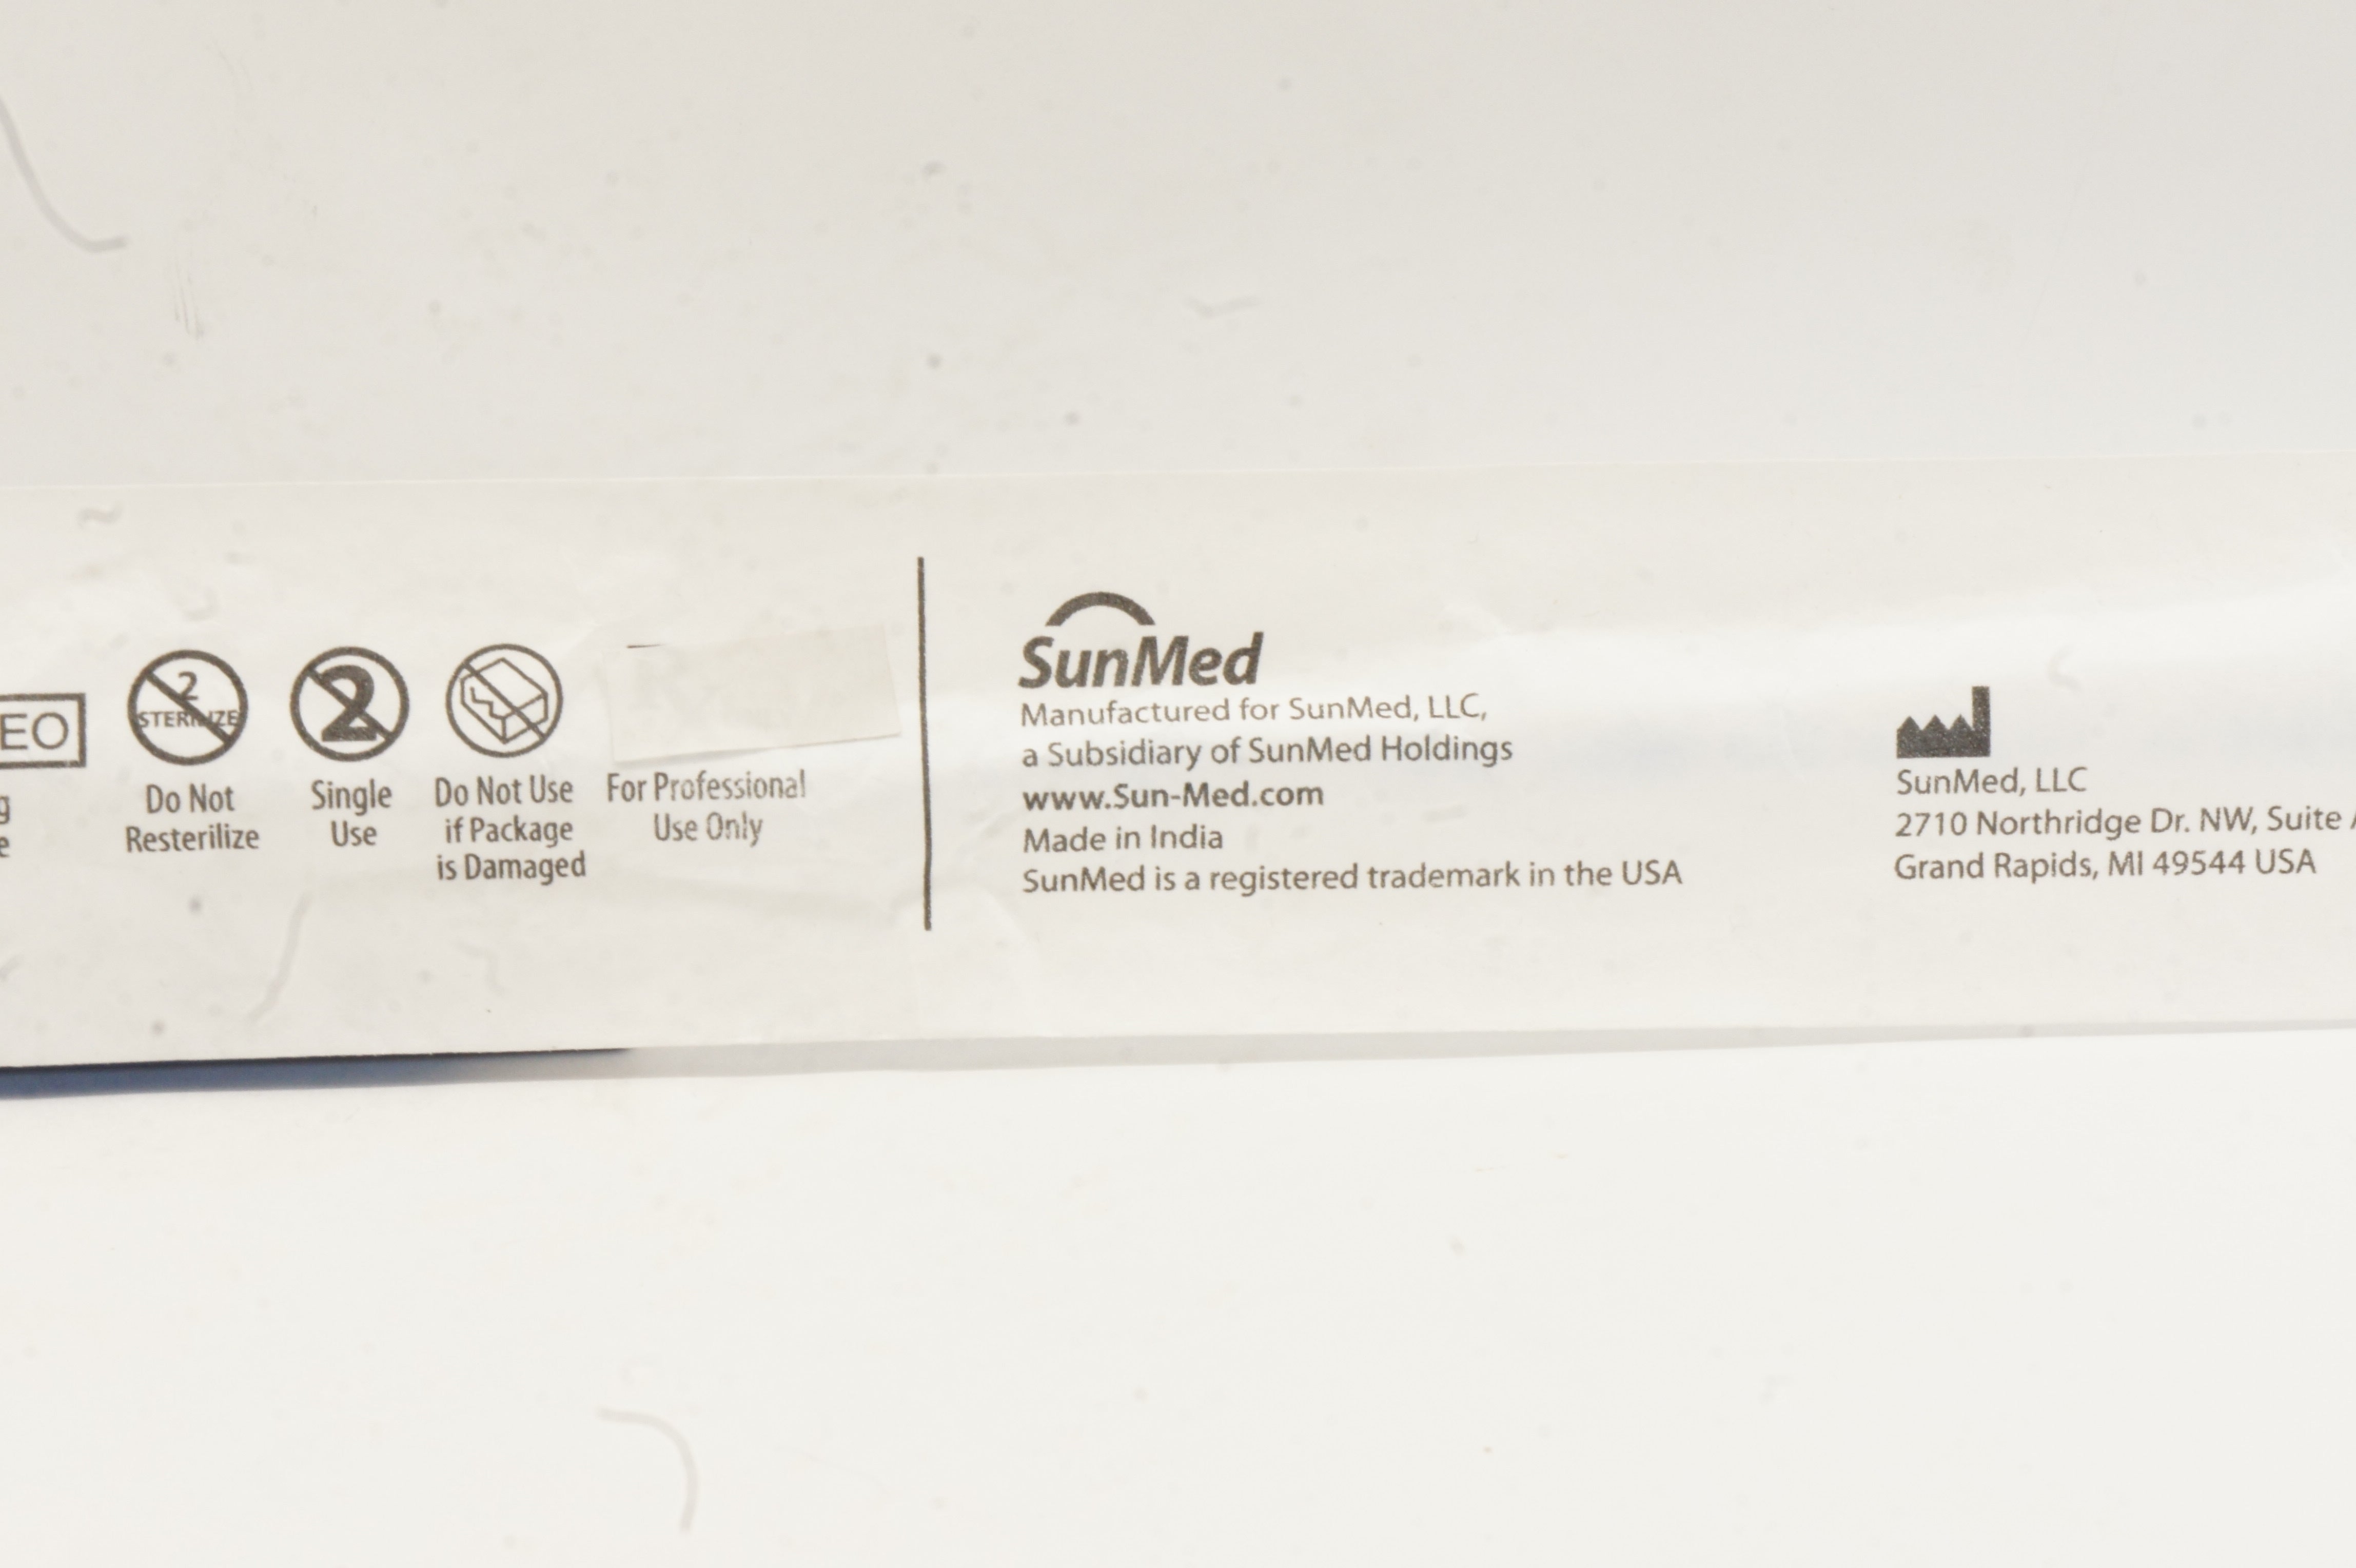 EO
g
e
2
STERILIZE
Do Not
Resterilize
2
Single
Use
Do Not Use
if Package
is Damaged
For Professional
Use Only
SunMed
Manufactured for SunMed, LLC,
a Subsidiary of SunMed Holdings
www.Sun-Med.com
Made in India
SunMed is a registered trademark in the USA
SunMed, LLC
2710 Northridge Dr. NW, Suite
Grand Rapids, MI 49544 USA